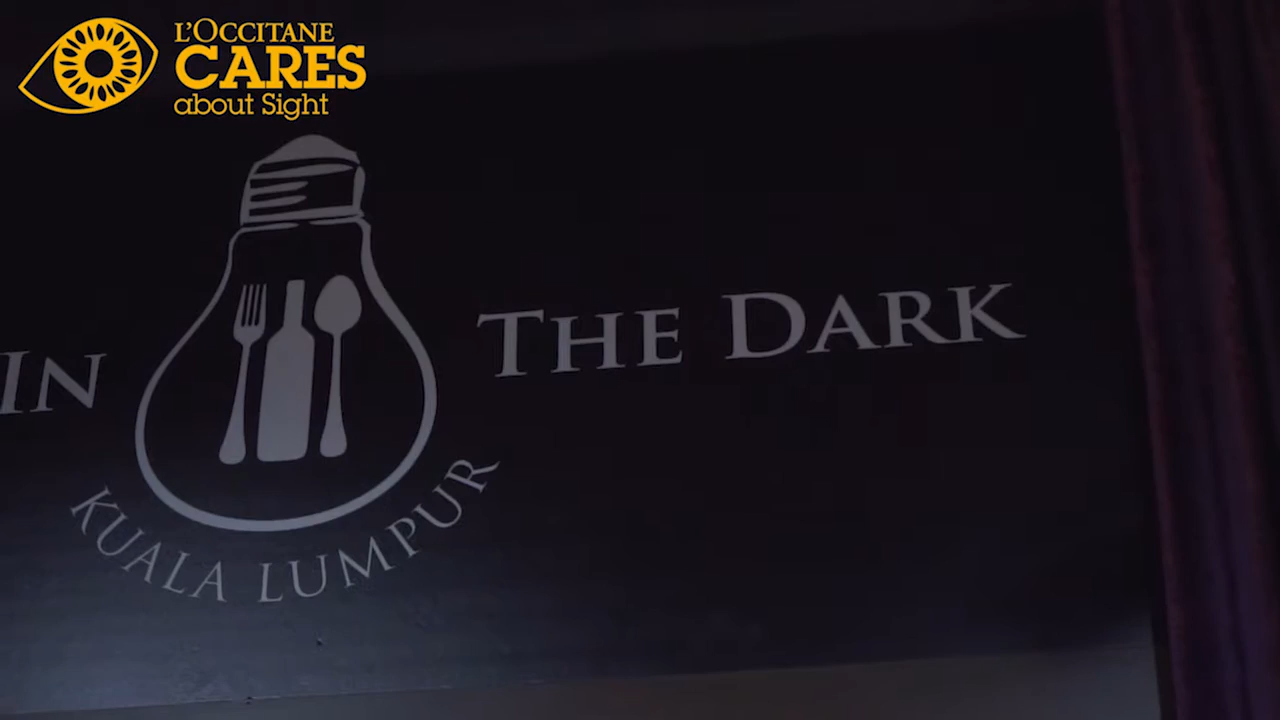 L'OCCITANE
CARES
about Sight
IN THE DARK
KUALA LUMPUR